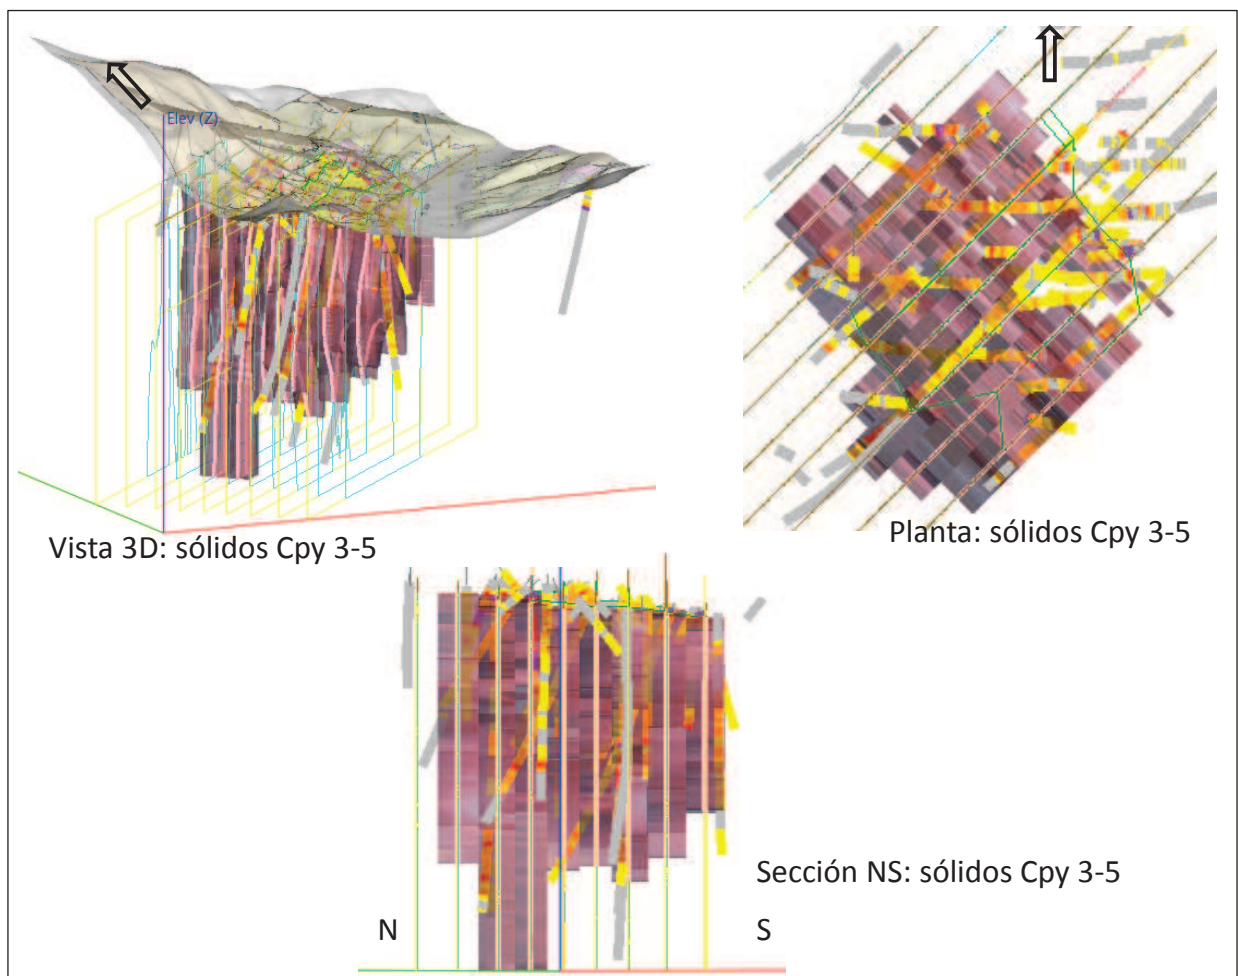 Elev (Z)
Vista 3D: sólidos Cpy 3-5
Planta: sólidos Cpy 3-5
Sección NS: sólidos Cpy 3-5
N
S